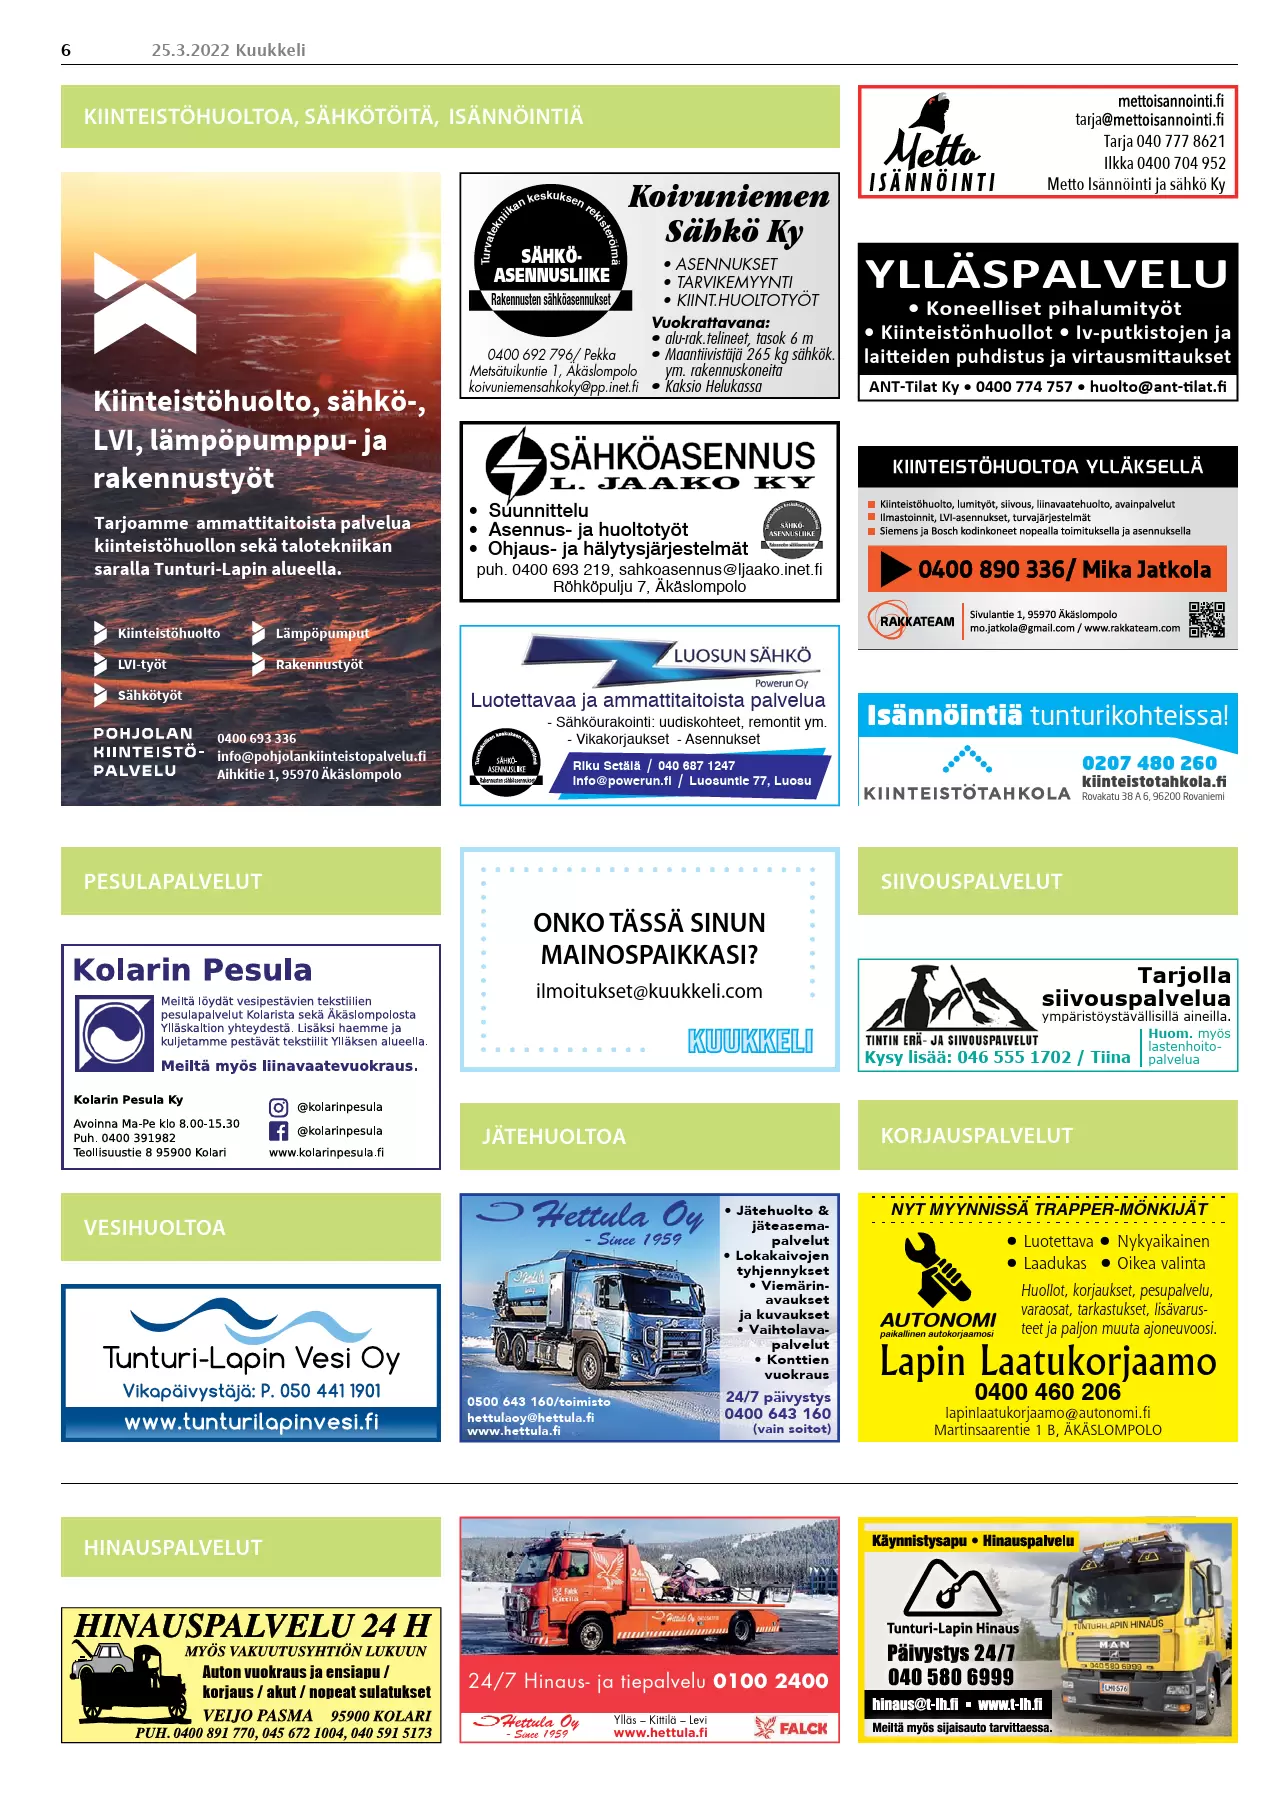 6 25.3.2022 Kuukkeli
KIINTEISTÖHUOLTOA, SÄHKÖTÖITÄ, ISÄNNÖINTIÄ
Kiinteistöhuolto, sähkö-,
LVI, lämpöpumppu- ja
rakennustyöt
Tarjoamme ammattitaitoista palvelua
kiinteistöhuollon sekä talotekniikan
saralla Tunturi-Lapin alueella.
Kiinteistöhuolto
LVI-työt
Sähkötyöt
Lämpöpumput
Rakennustyöt
POHJOLAN
KIINTEISTÖ-
PALVELU
0400 693 336
info@pohjolankiinteistopalvelu.fi
Aihkitie 1, 95970 Äkäslompolo
Turvatekniikan keskuksen rekisteröimä
SÄHKÖ-
ASENNUSLIIKE
Rakennusten sähköasennukset
0400 692 796/ Pekka
Metsätuikuntie 1, Äkäslompolo
koivuniemensahkoky@pp.inet.fi
Koivuniemen
Sähkö Ky
• ASENNUKSET
• TARVIKEMYYNTI
• KIINT.HUOLTOTYÖT
Vuokrattavana:
• alu-rak.telineet, tasok 6 m
• Maantiivistäjä 265 kg sähkök.
ym. rakennuskoneita
• Kaksio Helukassa
SÄHKÖASENNUS
L. JAAKO KY
• Suunnittelu
• Asennus- ja huoltotyöt
• Ohjaus- ja hälytysjärjestelmät
SÄHKÖ-
ASENNUSLIIKE
puh. 0400 693 219, sahkoasennus@ljaako.inet.fi
Röhköpulju 7, Äkäslompolo
LUOSUN SÄHKÖ
Powerun Oy
Luotettavaa ja ammattitaitoista palvelua
- Sähköurakointi: uudiskohteet, remontit ym.
- Vikakorjaukset - Asennukset
Turvatekniikan keskuksen rekisteröimä
SÄHKÖ-
ASENNUSLIIKE
Rakennusten sähköasennukset
Riku Setälä / 040 687 1247
info@powerun.fi / Luosuntie 77, Luosu
Metto
ISÄNNÖINTI
mettoisannointi.fi
tarja@mettoisannointi.fi
Tarja 040 777 8621
Ilkka 0400 704 952
Metto Isännöinti ja sähkö Ky
YLLÄSPALVELU
• Koneelliset pihalumityöt
• Kiinteistönhuollot • Iv-putkistojen ja
laitteiden puhdistus ja virtausmittaukset
ANT-Tilat Ky • 0400 774 757 • huolto@ant-tilat.fi
KIINTEISTÖHUOLTOA YLLÄKSELLÄ
Kiinteistöhuolto, lumityöt, siivous, liinavaatehuolto, avainpalvelut
Ilmastoinnit, LVI-asennukset, turvajärjestelmät
Siemens ja Bosch kodinkoneet nopealla toimituksella ja asennuksella
0400 890 336/ Mika Jatkola
RAKKATEAM
Sivulantie 1, 95970 Äkäslompolo
mo.jatkola@gmail.com / www.rakkateam.com
Isännöintiä tunturikohteissa!
KIINTEISTÖTAHKOLA
0207 480 260
kiinteistotahkola.fi
Rovakatu 38 A 6, 96200 Rovaniemi
PESULAPALVELUT
Kolarin Pesula
Meiltä löydät vesipestävien tekstiilien
pesulapalvelut Kolarista sekä Äkäslompolosta
Ylläskaltion yhteydestä. Lisäksi haemme ja
kuljetamme pestävät tekstiilit Ylläksen alueella.
Meiltä myös liinavaatevuokraus.
Kolarin Pesula Ky
Avoinna Ma-Pe klo 8.00-15.30
Puh. 0400 391982
Teollisuustie 8 95900 Kolari
@kolarinpesula
@kolarinpesula
www.kolarinpesula.fi
ONKO TÄSSÄ SINUN
MAINOSPAIKKASI?
ilmoitukset@kuukkeli.com
KUUKKELI
SIIVOUSPALVELUT
Tarjolla
siivouspalvelua
ympäristöystävällisillä aineilla.
TINTIN ERÄ- JA SIIVOUSPALVELUT
Kysy lisää: 046 555 1702 / Tiina
Huom. myös
lastenhoito-
palvelua
VESIHUOLTOA
Tunturi-Lapin Vesi Oy
Vikapäivystäjä: P. 050 441 1901
www.tunturilapinvesi.fi
JÄTEHUOLTOA
Hettula Oy
- Since 1959
• Jätehuolto &
jäteasema-
palvelut
• Lokakaivojen
tyhjennykset
• Viemärin-
avaukset
ja kuvaukset
• Vaihtolava-
palvelut
• Konttien
vuokraus
24/7 päivystys
0400 643 160
(vain soitot)
0500 643 160/toimisto
hettulaoy@hettula.fi
www.hettula.fi
KORJAUSPALVELUT
NYT MYYNNISSÄ TRAPPER-MÖNKIJÄT
• Luotettava • Nykyaikainen
• Laadukas • Oikea valinta
Huollot, korjaukset, pesupalvelu,
varaosat, tarkastukset, lisävarus-
teet ja paljon muuta ajoneuvoosi.
AUTONOMI
paikallinen autokorjaamosi
Lapin Laatukorjaamo
0400 460 206
lapinlaatukorjaamo@autonomi.fi
Martinsaarentie 1 B, ÄKÄSLOMPOLO
HINAUSPALVELUT
HINAUSPALVELU 24 H
MYÖS VAKUUTUSYHTIÖN LUKUUN
Auton vuokraus ja ensiapu /
korjaus / akut / nopeat sulatukset
VEIJO PASMA 95900 KOLARI
PUH. 0400 891 770, 045 672 1004, 040 591 5173
Falck
Hettula Oy
24/7 Hinaus- ja tiepalvelu 0100 2400
Hettula Oy
- Since 1959
Ylläs – Kittilä – Levi
www.hettula.fi
FALCK
Käynnistysapu • Hinauspalvelu
Tunturi-Lapin Hinaus
Päivystys 24/7
040 580 6999
hinaus@t-lh.fi ▪ www.t-lh.fi
Meiltä myös sijaisauto tarvittaessa.
TUNTURI-LAPIN HINAUS
MAN
040 580 6999